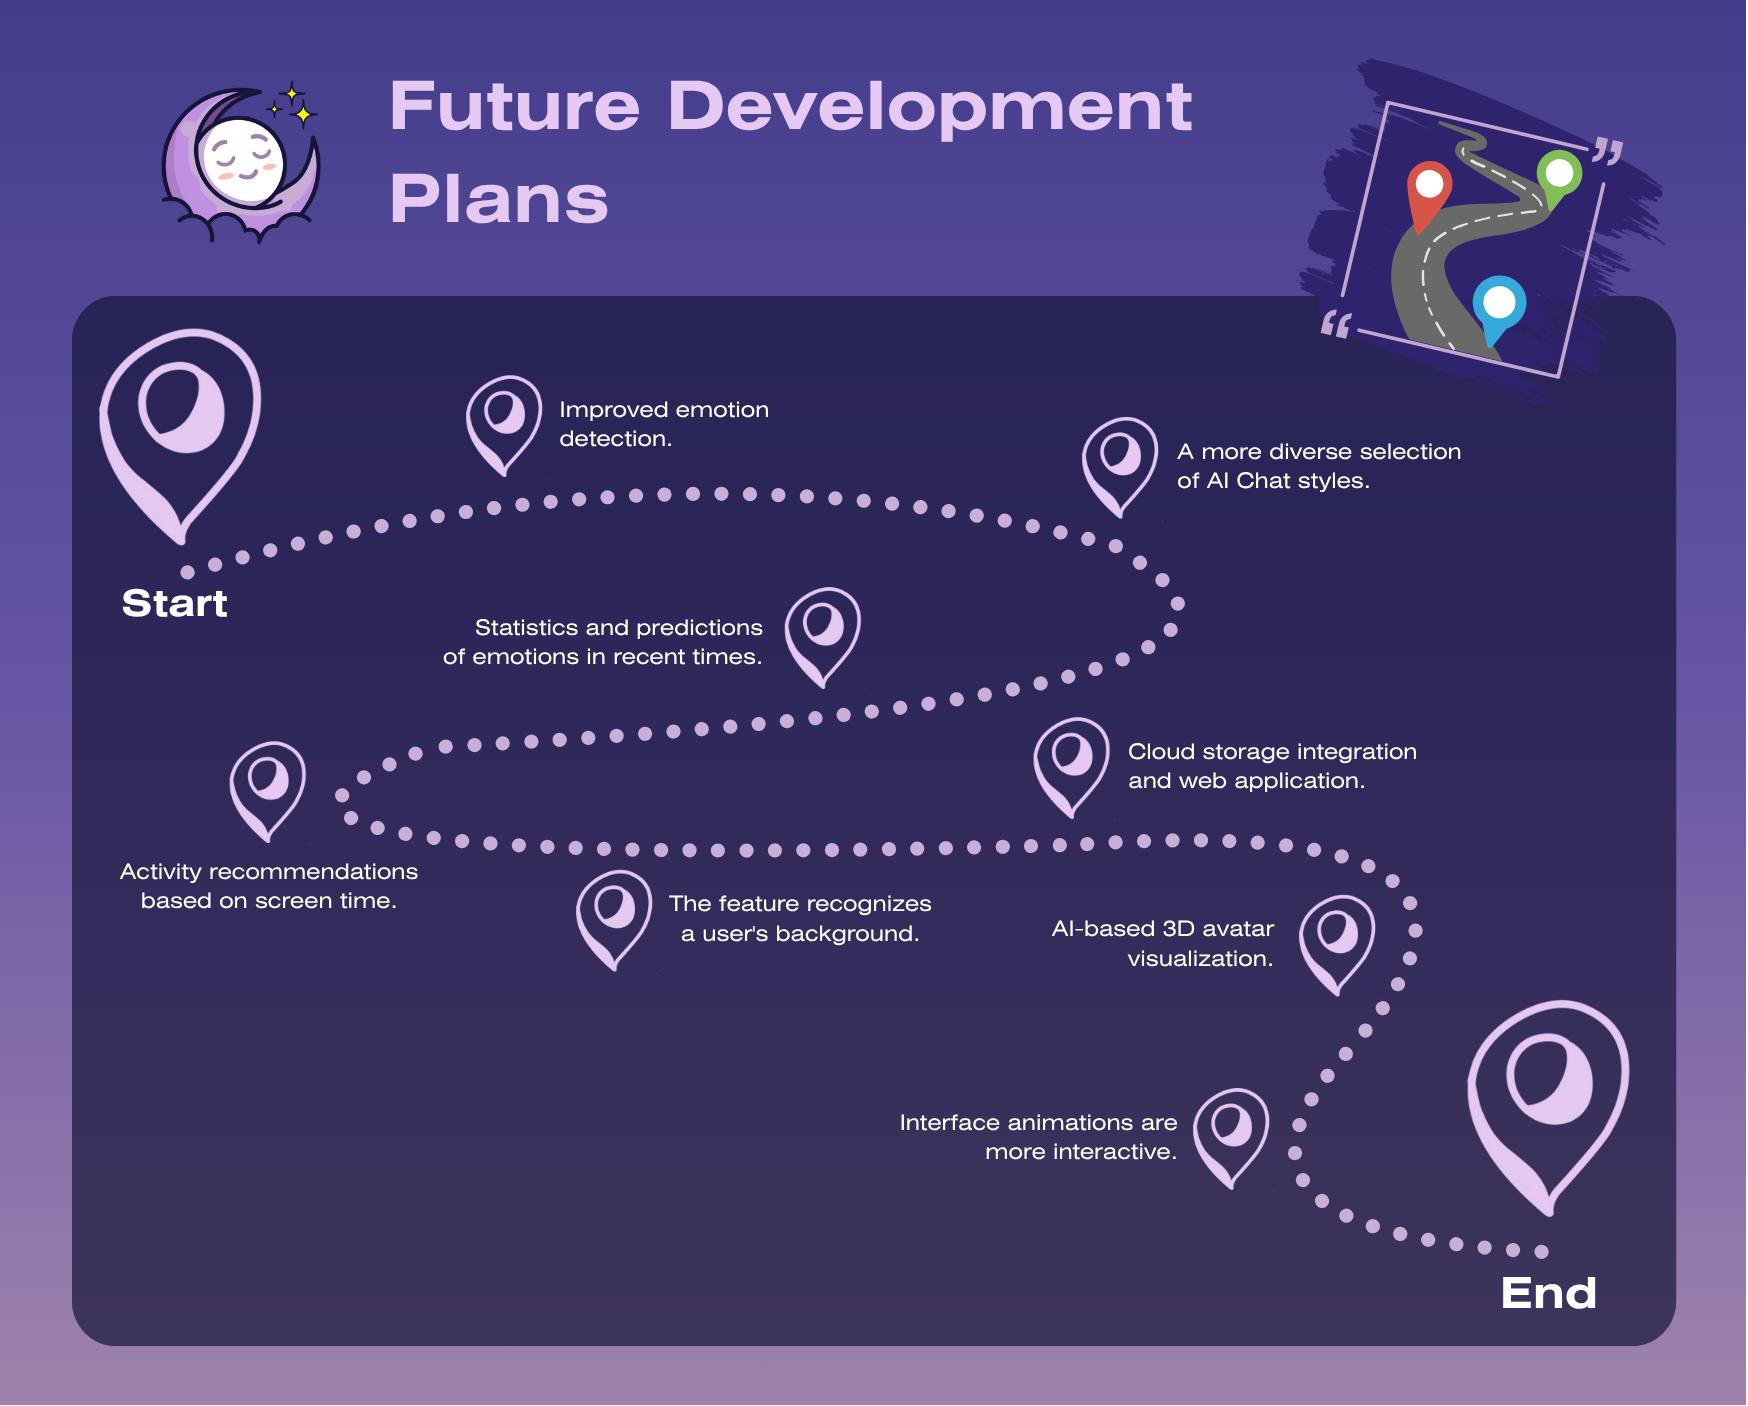 Future Development
Plans
Improved emotion
detection.
A more diverse selection
of AI Chat styles.
Start
Statistics and predictions
of emotions in recent times.
Cloud storage integration
and web application.
Activity recommendations
based on screen time.
The feature recognizes
a user's background.
AI-based 3D avatar
visualization.
Interface animations are
more interactive.
End